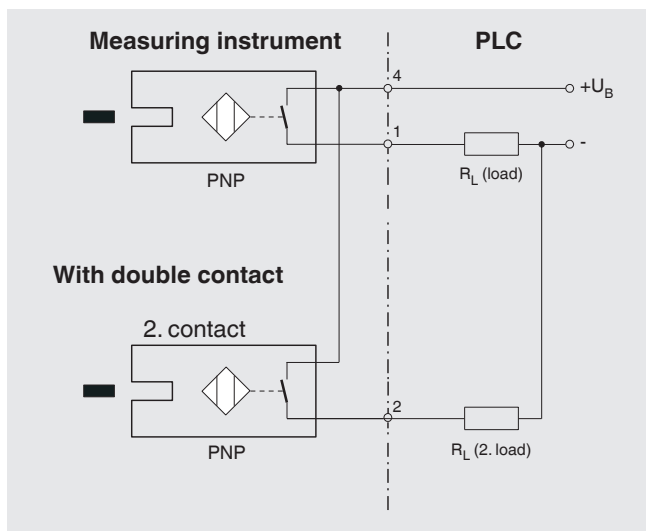 Measuring instrument
PLC
4
+U_B
1
-
PNP
R_L (load)
With double contact
2. contact
2
PNP
R_L (2. load)